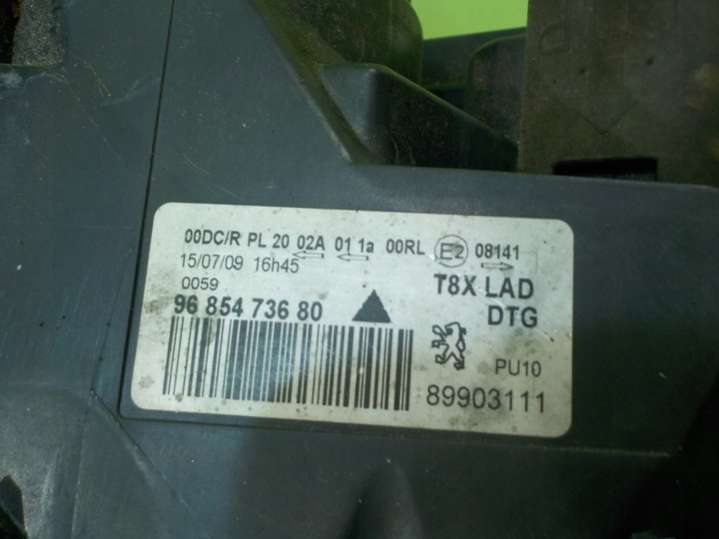 00DC/R PL 20 02A 01 1a 00RL E2 08141
15/07/09 16h45
0059
96 854 736 80
T8X LAD
DTG
PU10
89903111